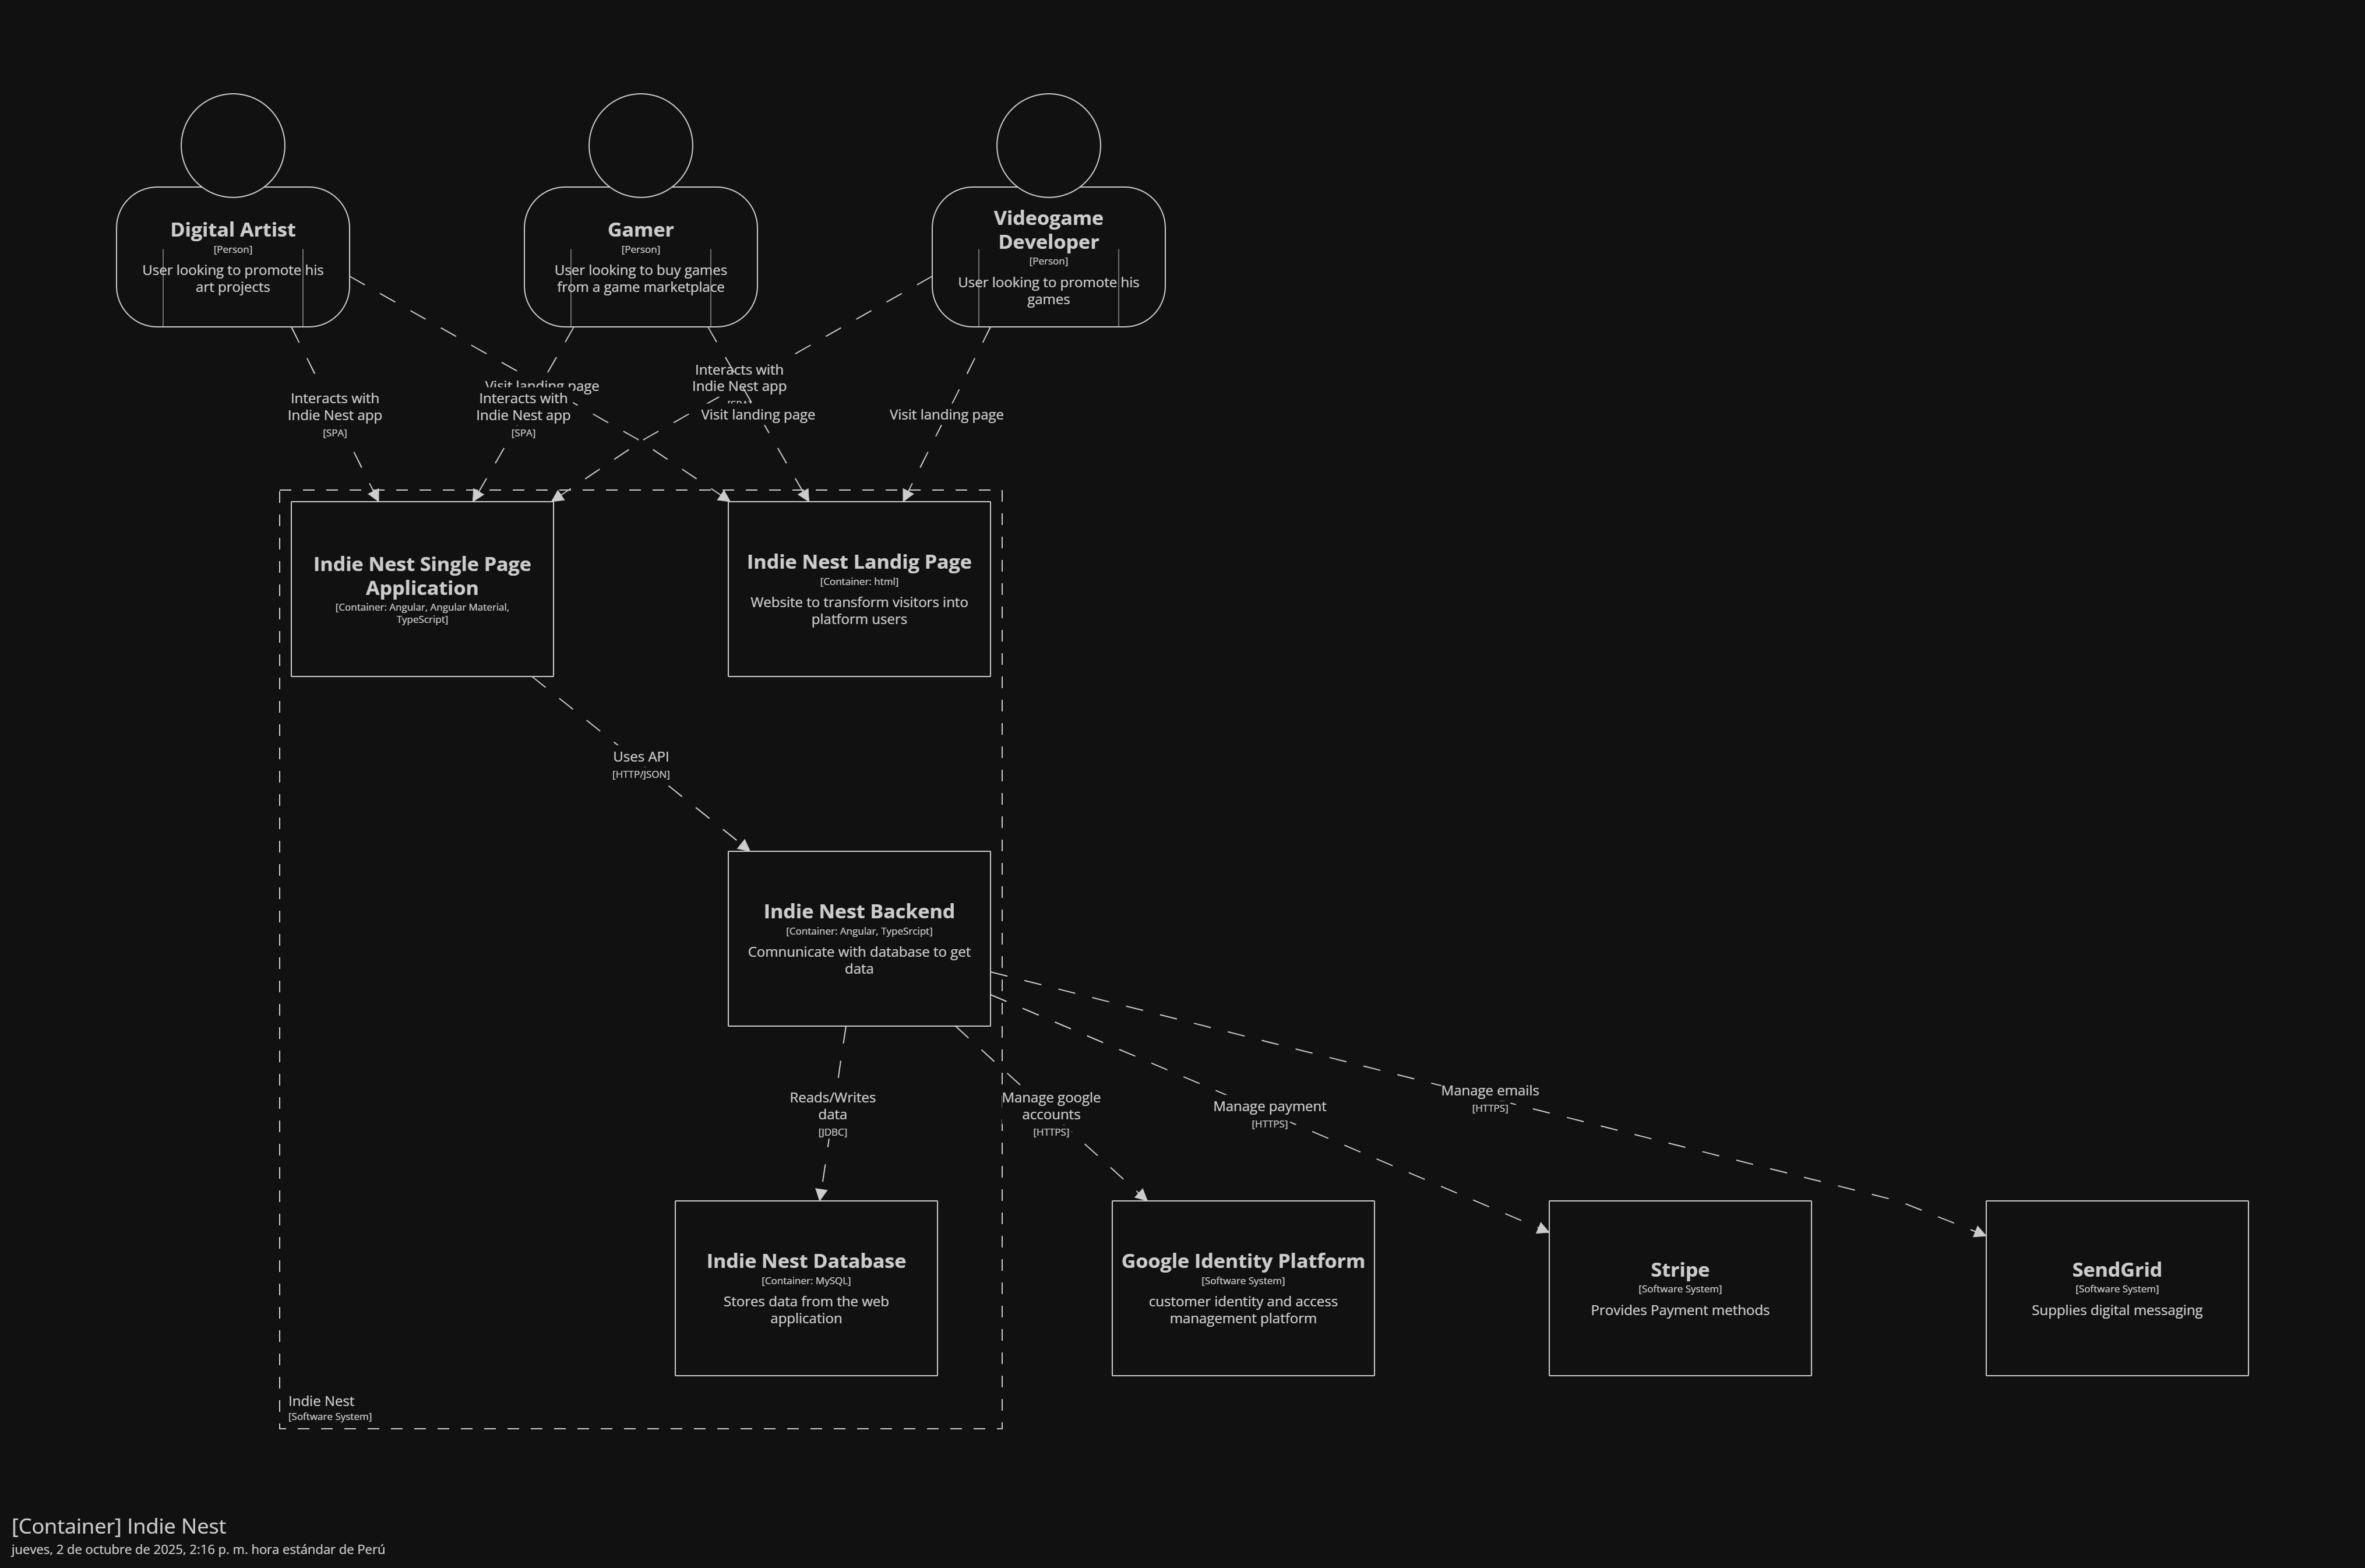 Digital Artist
[Person]
User looking to promote his
art projects
Gamer
[Person]
User looking to buy games
from a game marketplace
Videogame
Developer
[Person]
User looking to promote his
games
Interacts with
Indie Nest app
[SPA]
Visit landing page
Interacts with
Indie Nest app
[SPA]
Interacts with
Indie Nest app
[SPA]
Visit landing page
Visit landing page
Indie Nest Single Page
Application
[Container: Angular, Angular Material,
TypeScript]
Indie Nest Landig Page
[Container: html]
Website to transform visitors into
platform users
Uses API
[HTTP/JSON]
Indie Nest Backend
[Container: Angular, TypeSrcipt]
Comnunicate with database to get
data
Reads/Writes
data
[JDBC]
Manage google
accounts
[HTTPS]
Manage payment
[HTTPS]
Manage emails
[HTTPS]
Indie Nest Database
[Container: MySQL]
Stores data from the web
application
Google Identity Platform
[Software System]
customer identity and access
management platform
Stripe
[Software System]
Provides Payment methods
SendGrid
[Software System]
Supplies digital messaging
Indie Nest
[Software System]
[Container] Indie Nest
jueves, 2 de octubre de 2025, 2:16 p. m. hora estándar de Perú